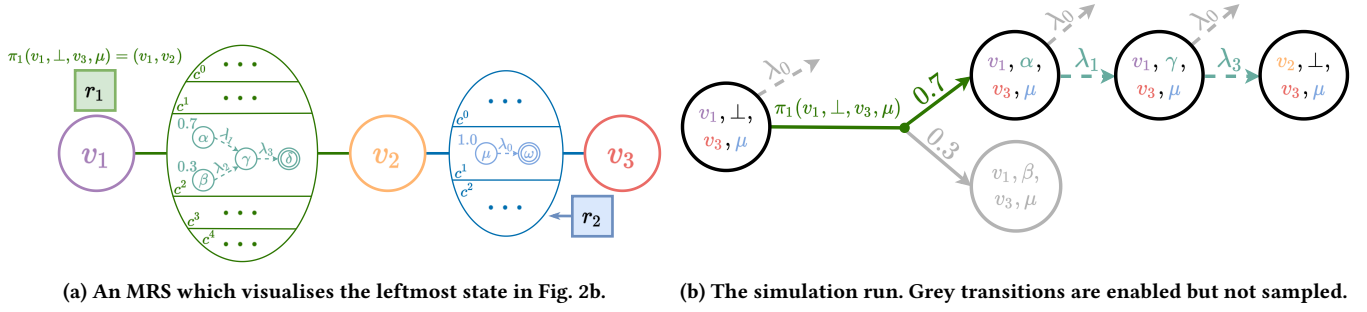 π₁(v₁, ⊥, v₃, μ) = (v₁, v₂)
r₁
v₁
c⁰
• • •
c¹
• • •
0.7
α
λ₁
γ
λ₃
δ
0.3
β
λ₂
c²
c³
• • •
c⁴
• • •
v₂
• • •
c⁰
1.0
μ
λ₀
ω
c¹
c²
• • •
v₃
r₂
(a) An MRS which visualises the leftmost state in Fig. 2b.
v₁, ⊥,
v₃, μ
λ₀
π₁(v₁, ⊥, v₃, μ)
0.7
0.3
v₁, α,
v₃, μ
λ₀
λ₁
v₁, γ,
v₃, μ
λ₀
λ₃
v₂, ⊥,
v₃, μ
v₁, β,
v₃, μ
(b) The simulation run. Grey transitions are enabled but not sampled.